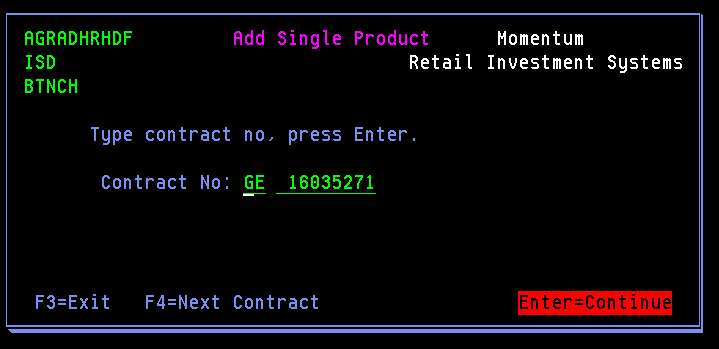 AGRADHRHDF Add Single Product Momentum
ISD Retail Investment Systems
BTNCH
Type contract no, press Enter.
Contract No: GE 16035271
F3=Exit F4=Next Contract Enter=Continue